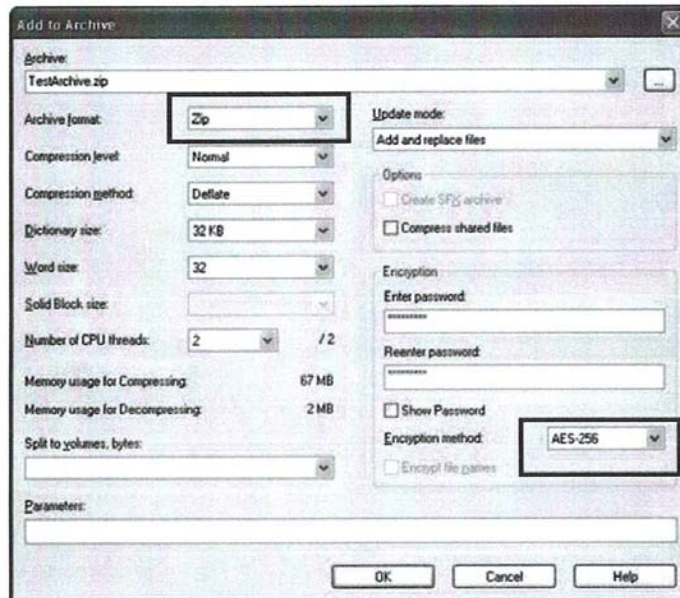 Add to Archive
Archive:
TestArchive.zip
...
Archive format: Zip
Compression level: Normal
Compression method: Deflate
Dictionary size: 32 KB
Word size: 32
Solid Block size:
Number of CPU threads: 2 / 2
Memory usage for Compressing: 67 MB
Memory usage for Decompressing: 2 MB
Split to volumes, bytes:
Update mode:
Add and replace files
Options
Create SFX archive
Compress shared files
Encryption
Enter password:
*********
Reenter password:
*********
Show Password
Encryption method: AES-256
Encrypt file names
Parameters:
OK Cancel Help